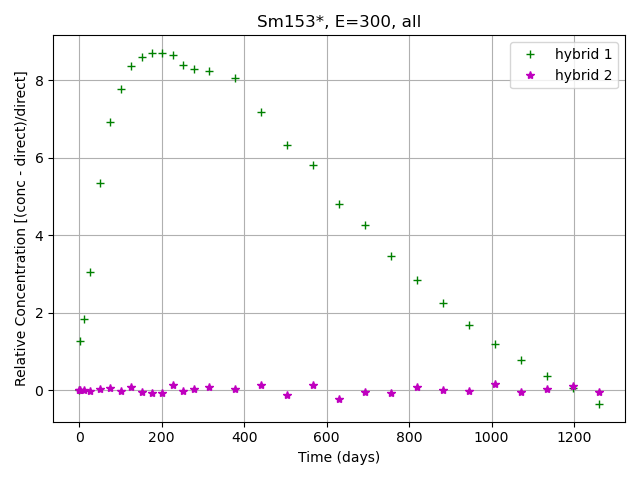 Sm153*, E=300, all
hybrid 1
hybrid 2
Relative Concentration [(conc - direct)/direct]
8
6
4
2
0
0 200 400 600 800 1000 1200
Time (days)